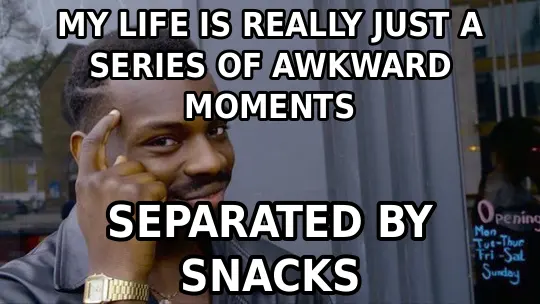 MY LIFE IS REALLY JUST A
SERIES OF AWKWARD
MOMENTS
SEPARATED BY
SNACKS
Opening
Mon
Tue-Thur
Fri-Sat
Sunday